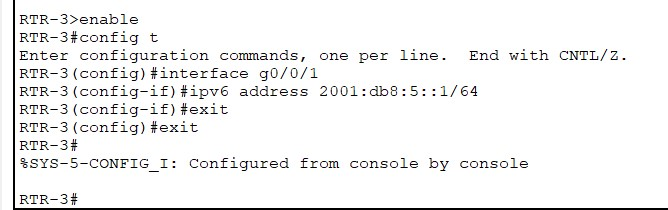 RTR-3>enable
RTR-3#config t
Enter configuration commands, one per line.  End with CNTL/Z.
RTR-3(config)#interface g0/0/1
RTR-3(config-if)#ipv6 address 2001:db8:5::1/64
RTR-3(config-if)#exit
RTR-3(config)#exit
RTR-3#
%SYS-5-CONFIG_I: Configured from console by console
RTR-3#